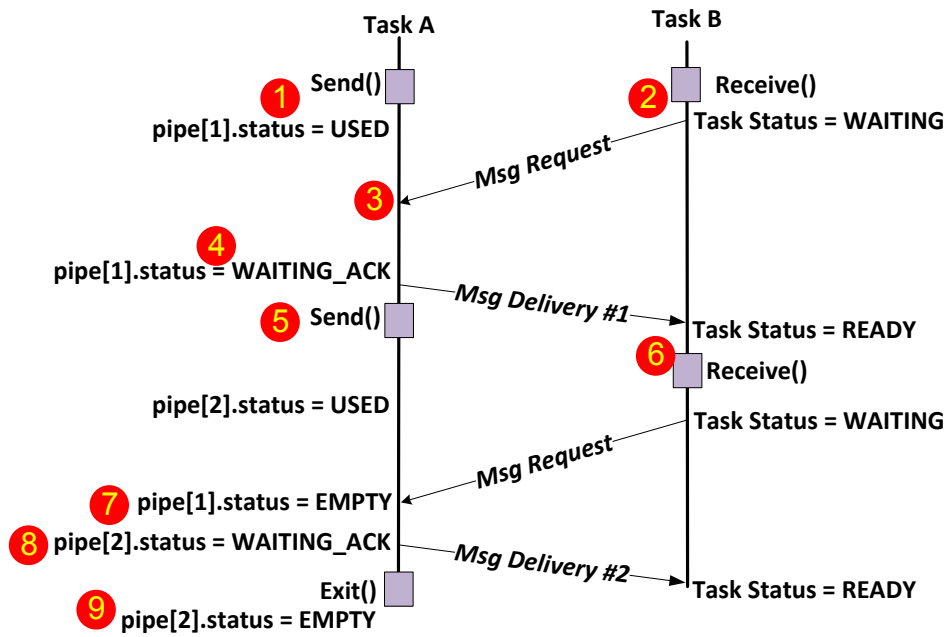 Task A
Task B
1
Send()
2
Receive()
pipe[1].status = USED
Task Status = WAITING
Msg Request
3
4
pipe[1].status = WAITING_ACK
Msg Delivery #1
5
Send()
Task Status = READY
6
Receive()
pipe[2].status = USED
Task Status = WAITING
Msg Request
7
pipe[1].status = EMPTY
8
pipe[2].status = WAITING_ACK
Msg Delivery #2
Exit()
Task Status = READY
9
pipe[2].status = EMPTY